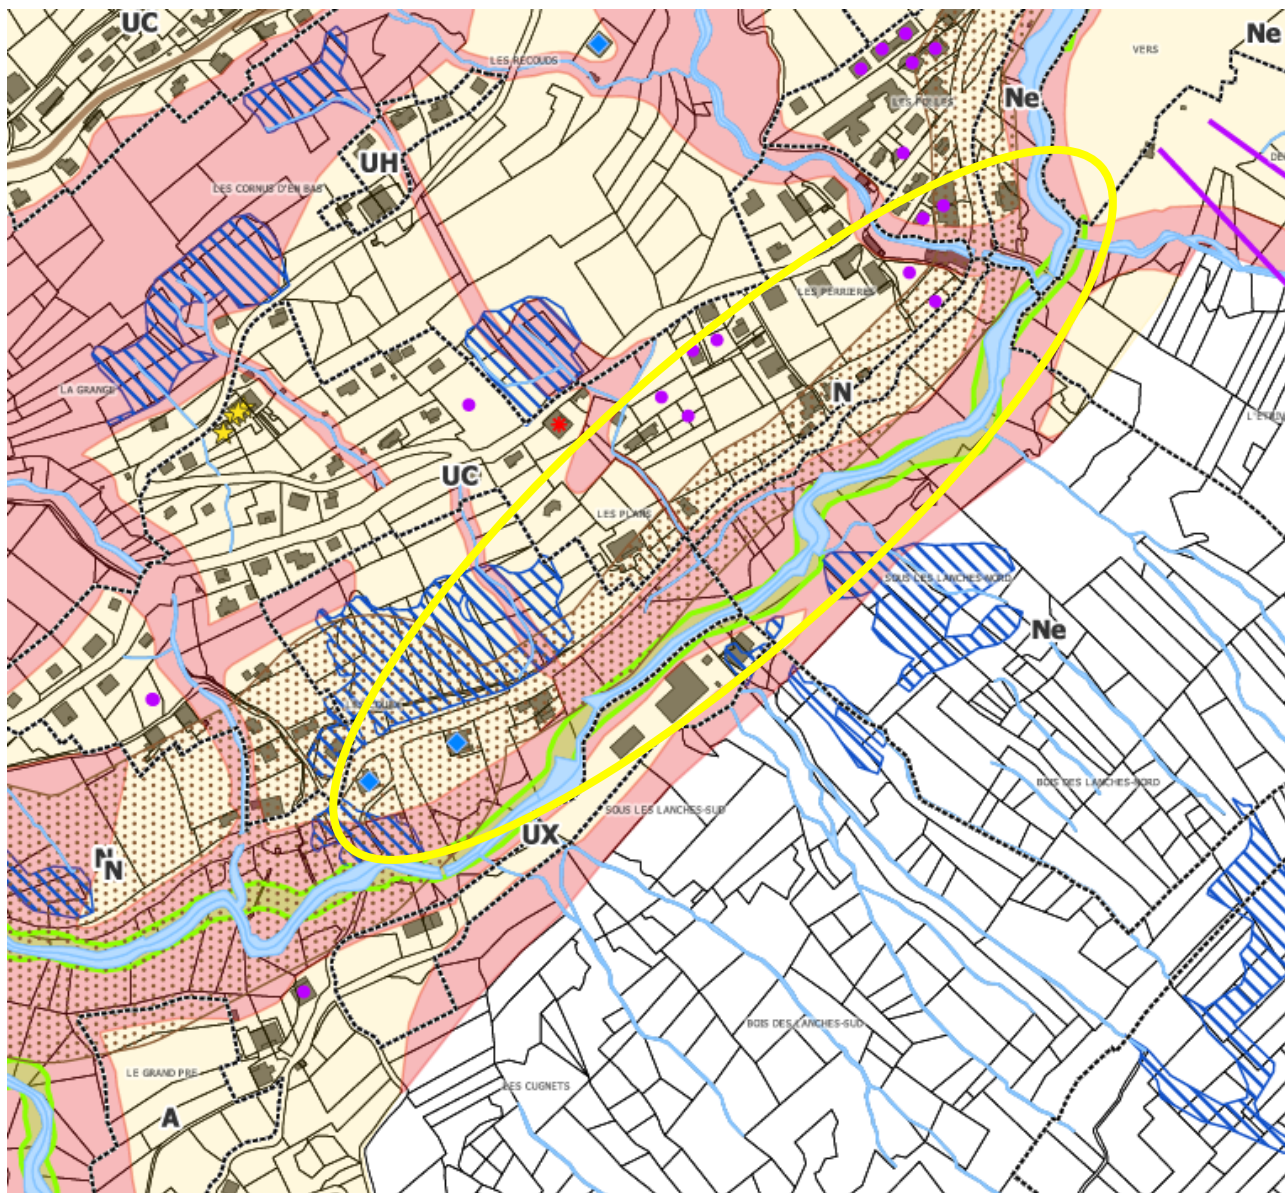 UC
Ne
VERS
LES RECOUDS
LES FOLLES
Ne
UH
LES CORNUS D'EN BAS
LES PERRIERES
LA GRANGE
N
UC
LES PLANS
SOUS LES LANCHES-NORD
Ne
BOIS DES LANCHES-NORD
SOUS LES LANCHES-SUD
UX
N
N
BOIS DES LANCHES-SUD
LE GRAND PRE
LES CUGNETS
A